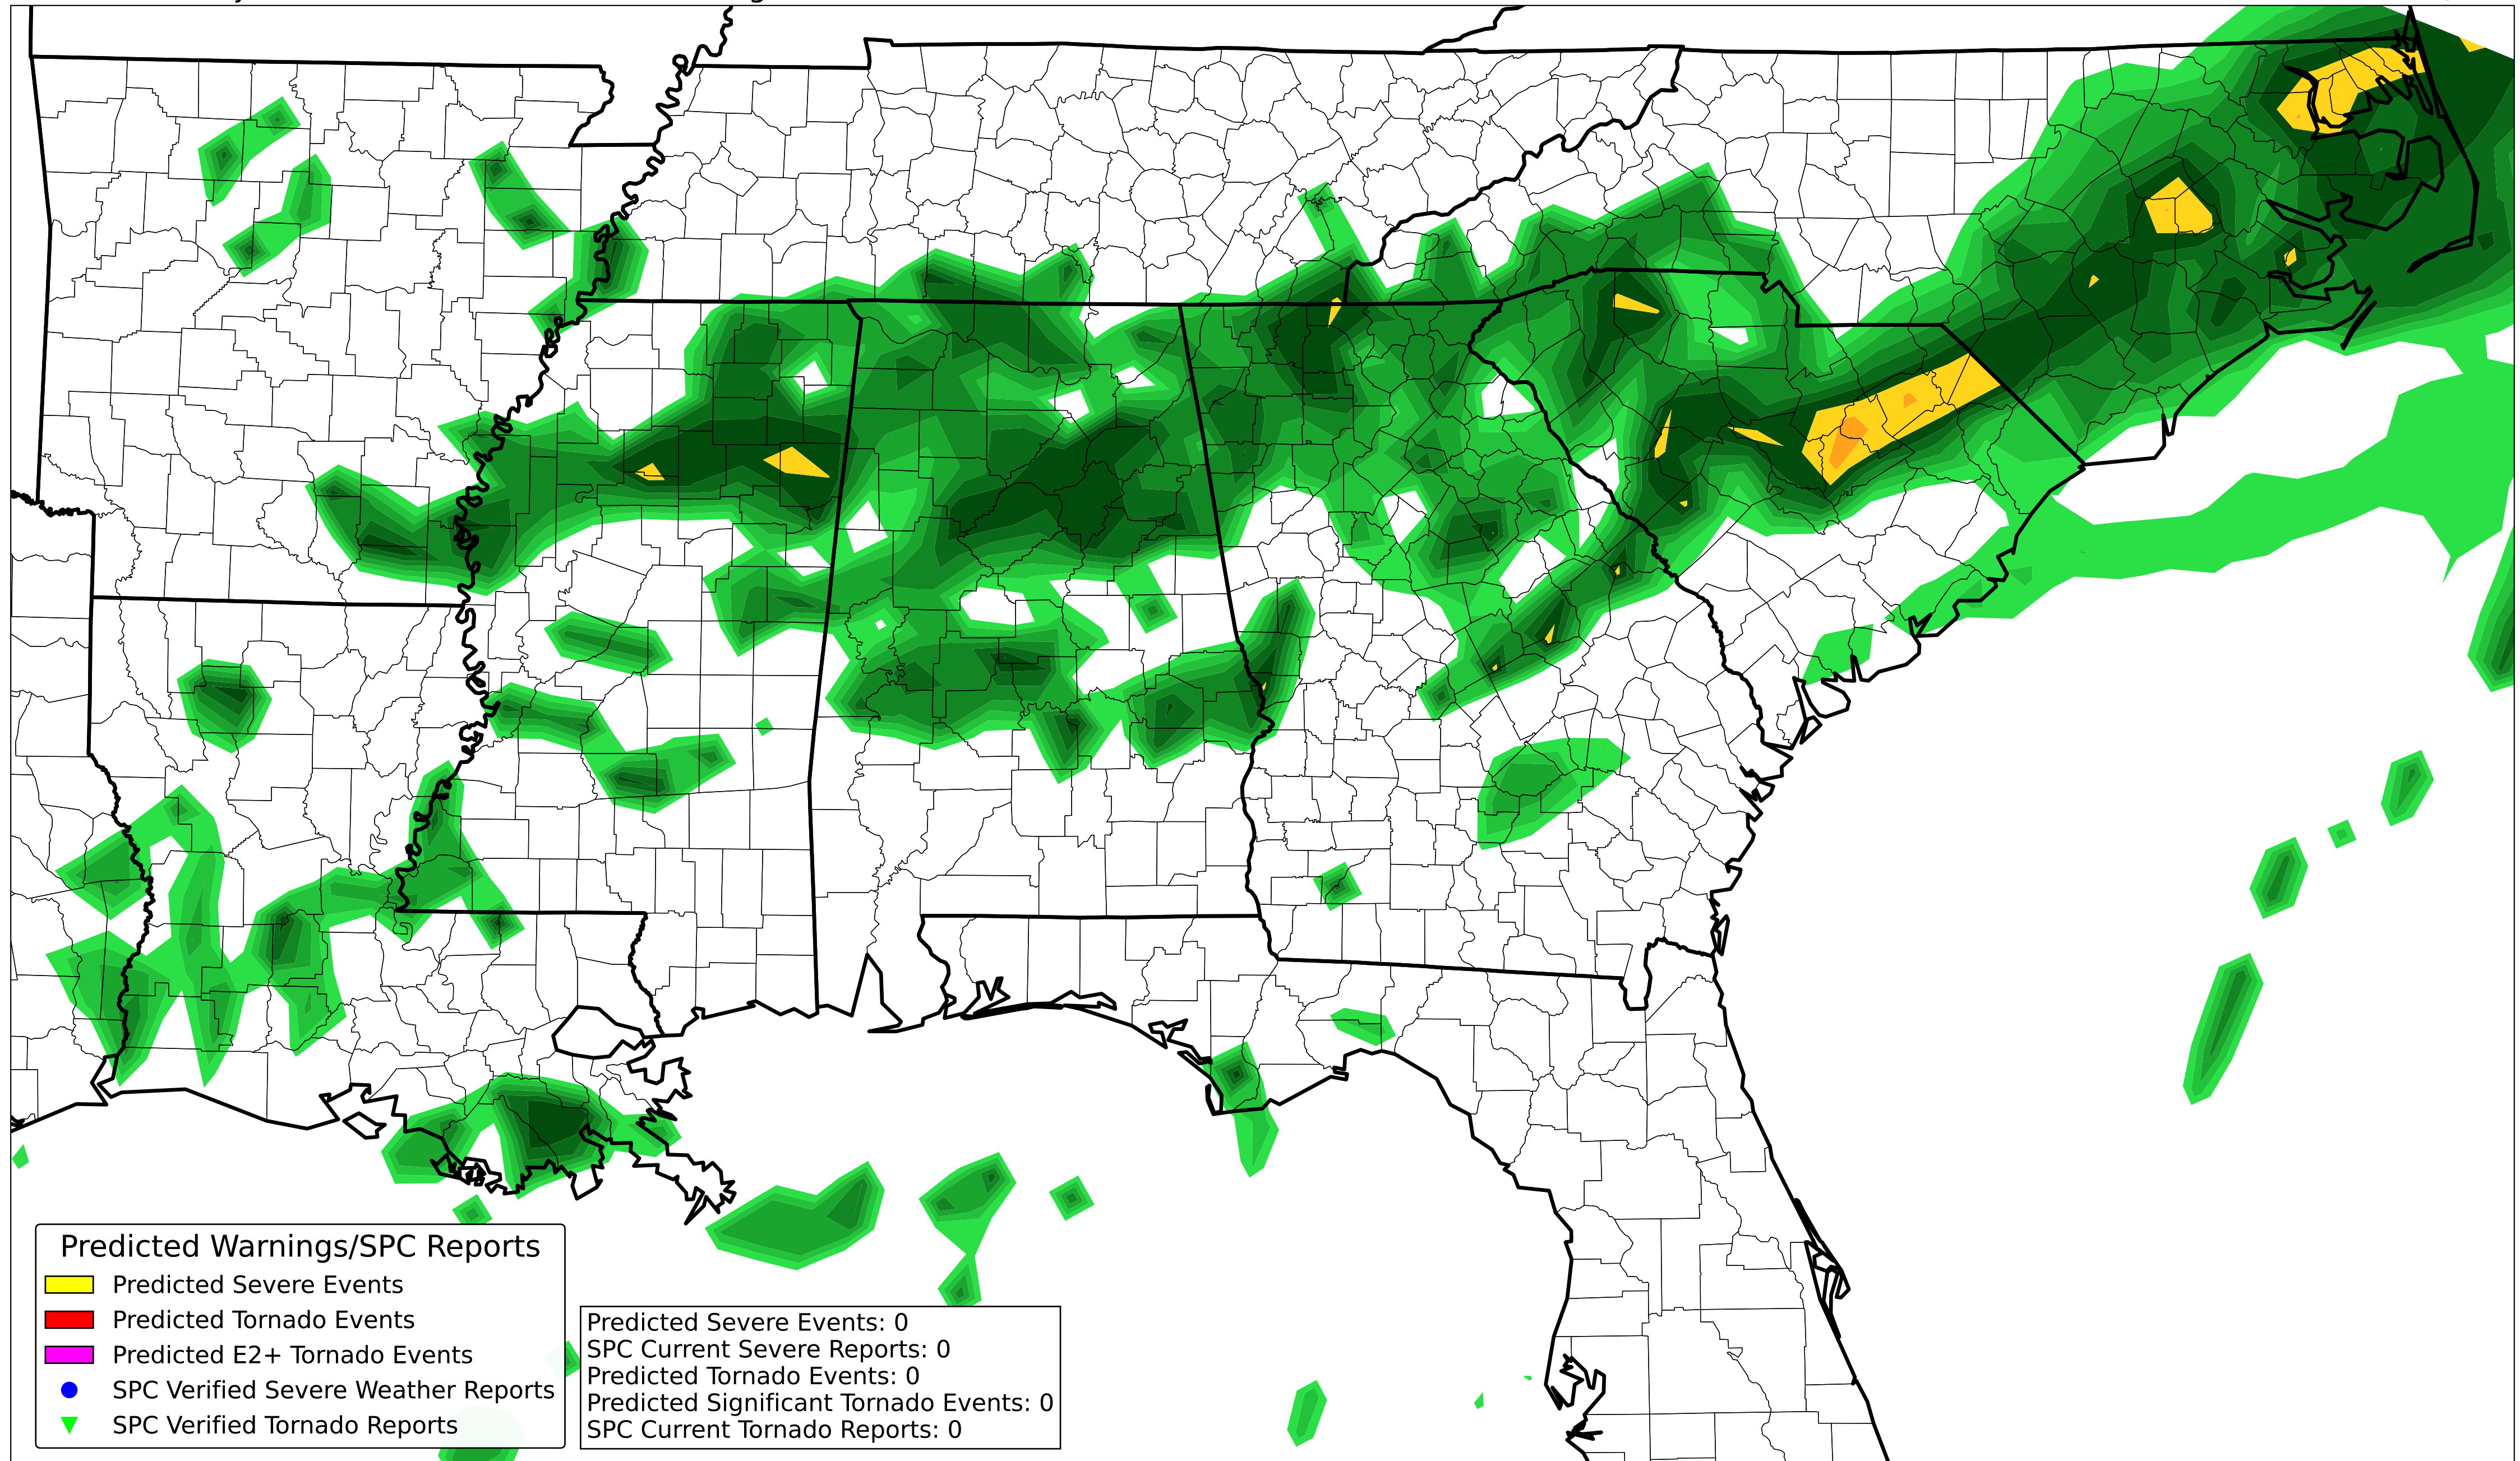 Predicted Warnings/SPC Reports
Predicted Severe Events
Predicted Tornado Events
Predicted E2+ Tornado Events
SPC Verified Severe Weather Reports
SPC Verified Tornado Reports
Predicted Severe Events: 0
SPC Current Severe Reports: 0
Predicted Tornado Events: 0
Predicted Significant Tornado Events: 0
SPC Current Tornado Reports: 0